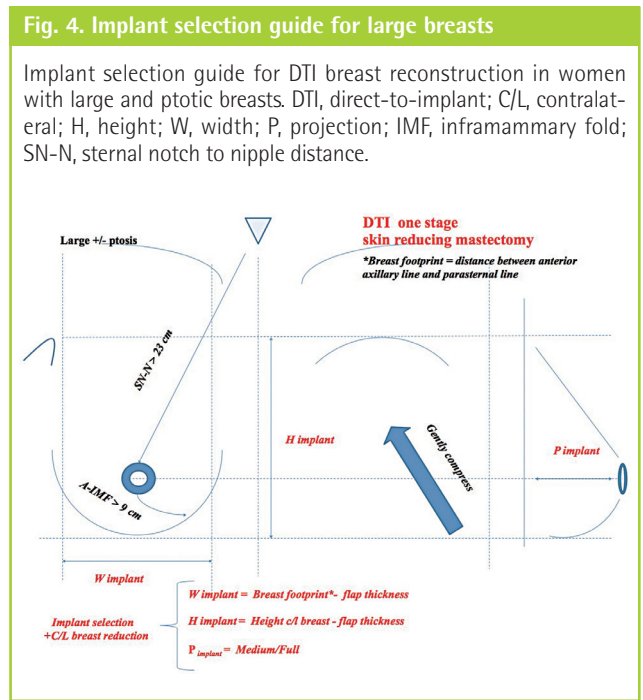 Fig. 4. Implant selection guide for large breasts
Implant selection guide for DTI breast reconstruction in women
with large and ptotic breasts. DTI, direct-to-implant; C/L, contralat-
eral; H, height; W, width; P, projection; IMF, inframammary fold;
SN-N, sternal notch to nipple distance.
Large +/- ptosis
DTI one stage
skin reducing mastectomy
*Breast footprint = distance between anterior
axillary line and parasternal line
SN-N > 23 cm
H implant
Gently compress
P implant
A-IMF > 9 cm
W implant
W implant = Breast footprint*- flap thickness
Implant selection
+C/L breast reduction
H implant = Height c/l breast - flap thickness
P implant = Medium/Full